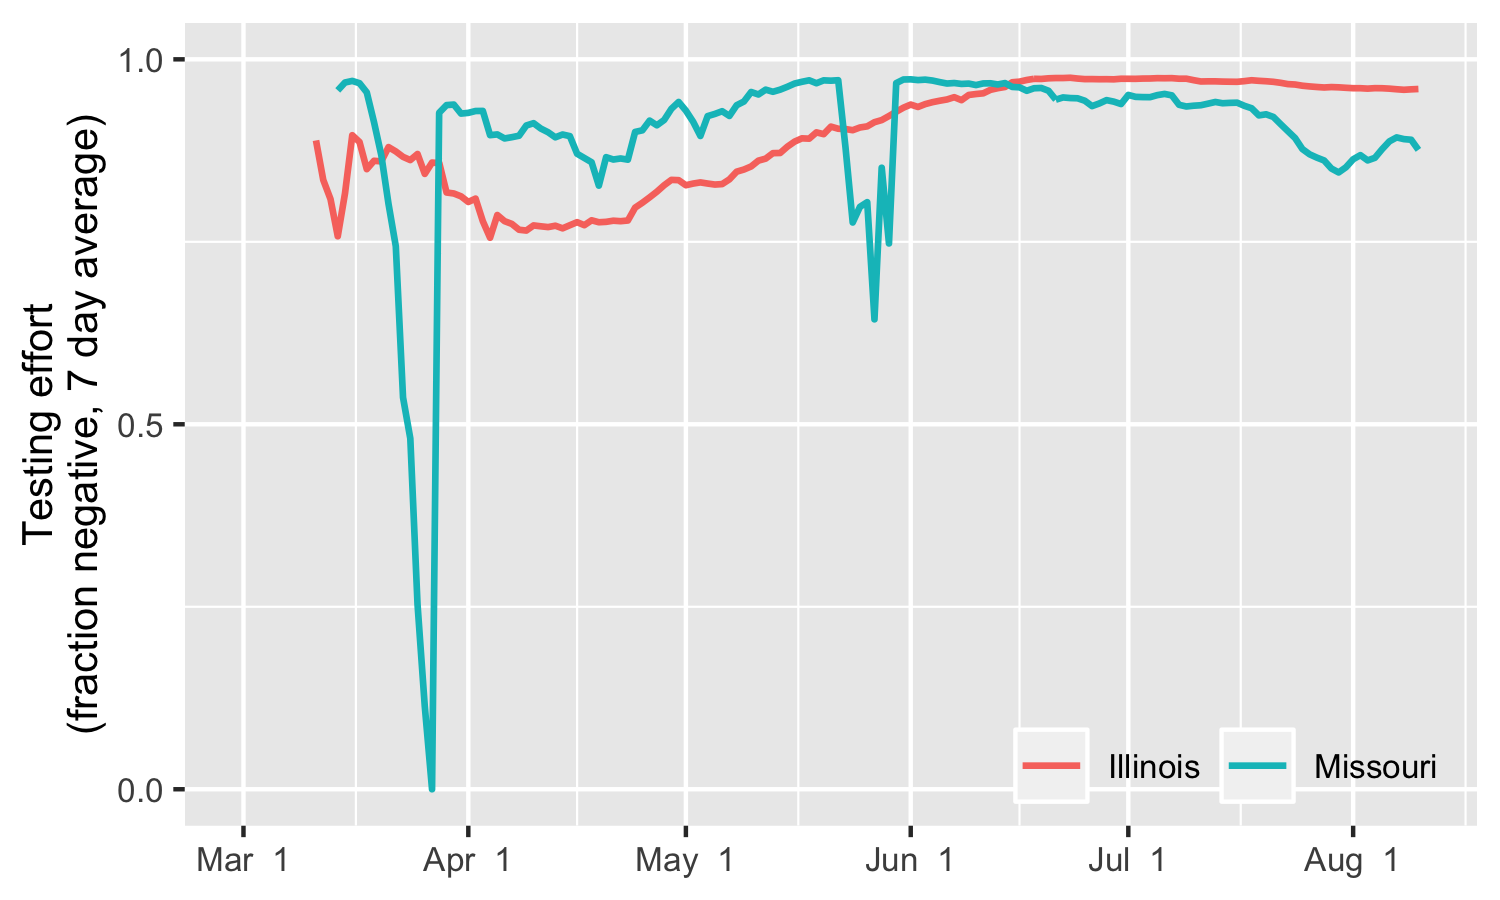 Testing effort
(fraction negative, 7 day average)
1.0
0.5
0.0
Mar 1 Apr 1 May 1 Jun 1 Jul 1 Aug 1
Illinois Missouri